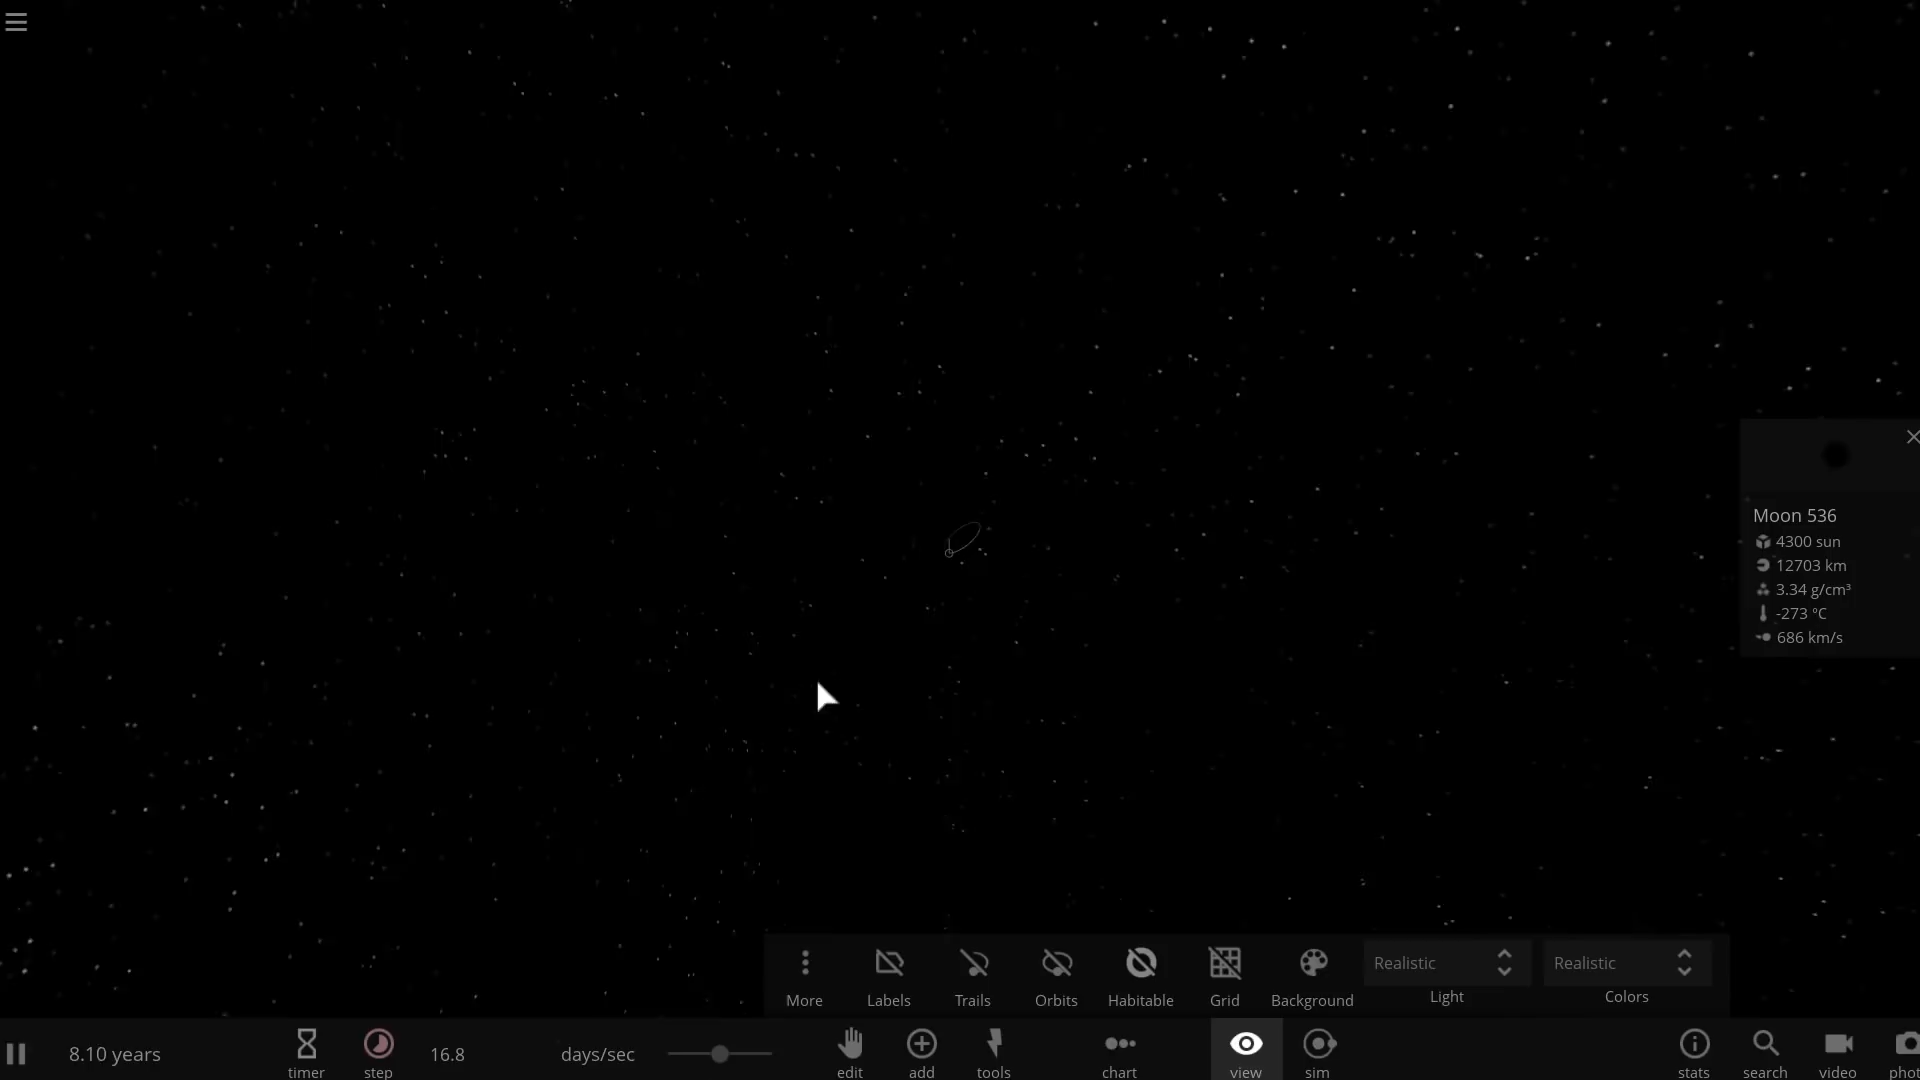 Moon 536
4300 sun
12703 km
3.34 g/cm³
-273 °C
686 km/s
Realistic
Realistic
More
Labels
Trails
Orbits
Habitable
Grid
Background
Light
Colors
8.10 years
timer
step
16.8
days/sec
edit
add
tools
chart
view
sim
stats
search
video
phot